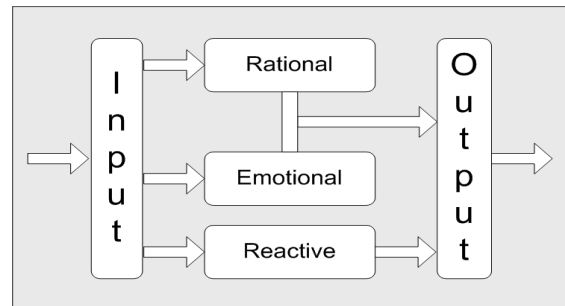 Input
Rational
Emotional
Reactive
Output